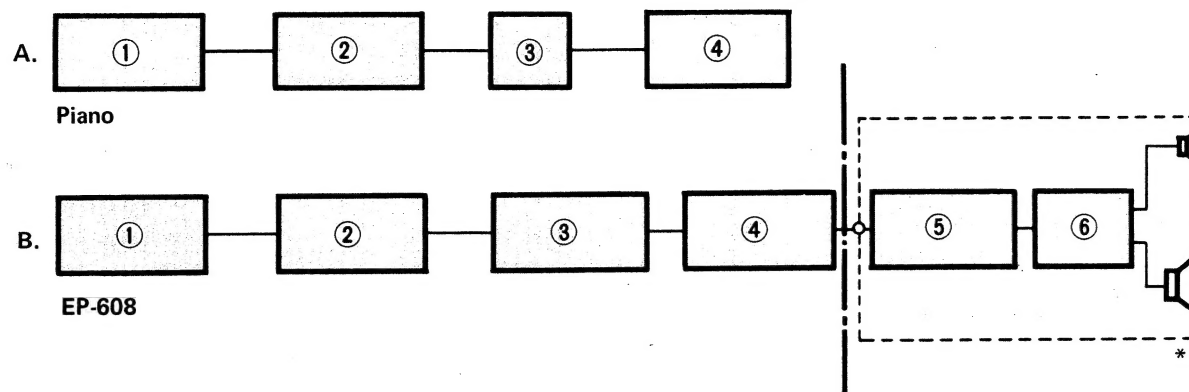 A. ① ② ③ ④
Piano
B. ① ② ③ ④ ⑤ ⑥
EP-608
*